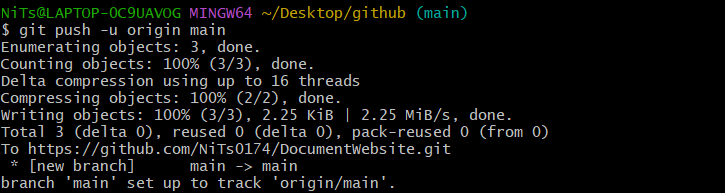 NiTs@LAPTOP-OC9UAVOG MINGW64 ~/Desktop/github (main)
$ git push -u origin main
Enumerating objects: 3, done.
Counting objects: 100% (3/3), done.
Delta compression using up to 16 threads
Compressing objects: 100% (2/2), done.
Writing objects: 100% (3/3), 2.25 KiB | 2.25 MiB/s, done.
Total 3 (delta 0), reused 0 (delta 0), pack-reused 0 (from 0)
To https://github.com/NiTs0174/DocumentWebsite.git
 * [new branch]      main -> main
branch 'main' set up to track 'origin/main'.